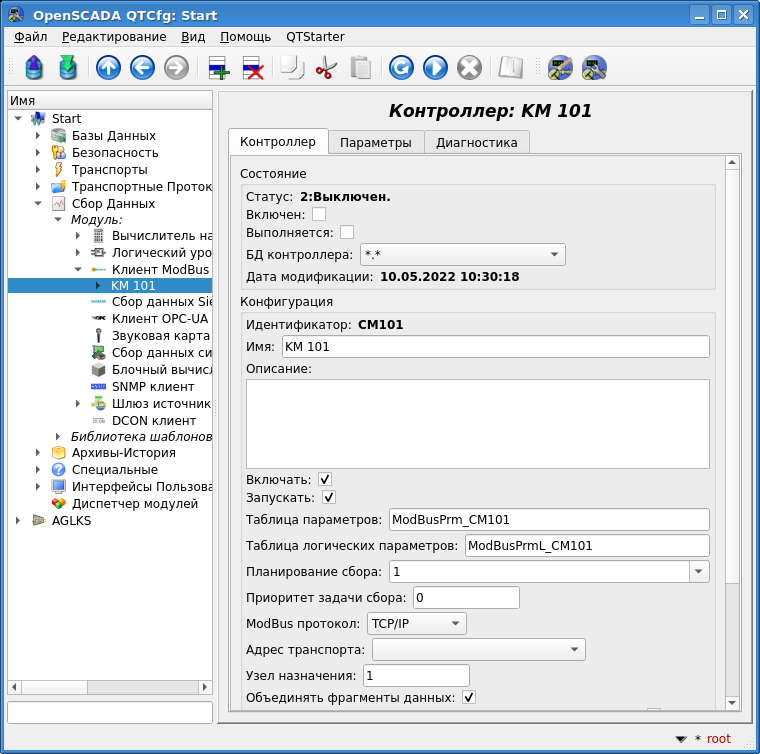 OpenSCADA QTCfg: Start
Файл Редактирование Вид Помощь QTStarter
Имя
Start
Базы Данных
Безопасность
Транспорты
Транспортные Проток
Сбор Данных
Модуль:
Вычислитель на
Логический уро
Клиент ModBus
КМ 101
Сбор данных Sie
Клиент OPC-UA
Звуковая карта
Сбор данных си
Блочный вычисл
SNMP клиент
Шлюз источник
DCON клиент
Библиотека шаблонов
Архивы-История
Специальные
Интерфейсы Пользова
Диспетчер модулей
AGLKS
Контроллер: КМ 101
Контроллер Параметры Диагностика
Состояние
Статус: 2:Выключен.
Включен:
Выполняется:
БД контроллера: *.*
Дата модификации: 10.05.2022 10:30:18
Конфигурация
Идентификатор: CM101
Имя: КМ 101
Описание:
Включать:
Запускать:
Таблица параметров: ModBusPrm_CM101
Таблица логических параметров: ModBusPrmL_CM101
Планирование сбора: 1
Приоритет задачи сбора: 0
ModBus протокол: TCP/IP
Адрес транспорта:
Узел назначения: 1
Объединять фрагменты данных:
* root